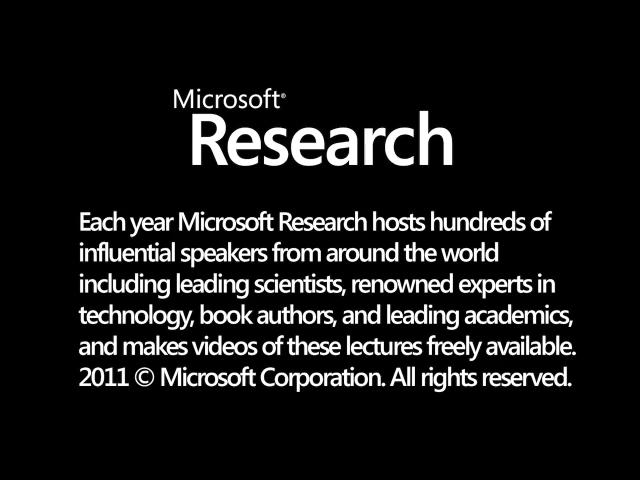 Microsoft®
Research
Each year Microsoft Research hosts hundreds of
influential speakers from around the world
including leading scientists, renowned experts in
technology, book authors, and leading academics,
and makes videos of these lectures freely available.
2011 © Microsoft Corporation. All rights reserved.